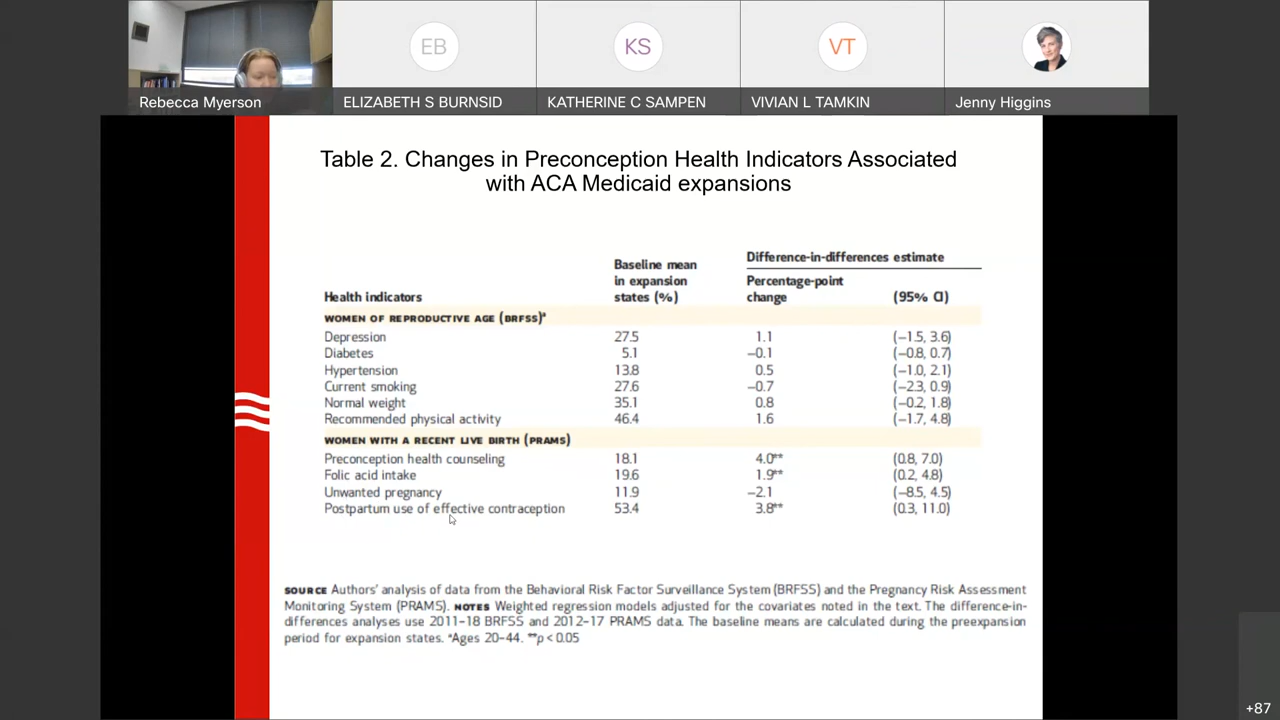 EB
KS
VT
Rebecca Myerson
ELIZABETH S BURNSID
KATHERINE C SAMPEN
VIVIAN L TAMKIN
Jenny Higgins
Table 2. Changes in Preconception Health Indicators Associated
with ACA Medicaid expansions
Difference-in-differences estimate
Baseline mean
in expansion
states (%)
Percentage-point
change
Health indicators
(95% CI)
WOMEN OF REPRODUCTIVE AGE (BRFSS)ª
Depression 27.5 1.1 (−1.5, 3.6)
Diabetes 5.1 −0.1 (−0.8, 0.7)
Hypertension 13.8 0.5 (−1.0, 2.1)
Current smoking 27.6 −0.7 (−2.3, 0.9)
Normal weight 35.1 0.8 (−0.2, 1.8)
Recommended physical activity 46.4 1.6 (−1.7, 4.8)
WOMEN WITH A RECENT LIVE BIRTH (PRAMS)
Preconception health counseling 18.1 4.0** (0.8, 7.0)
Folic acid intake 19.6 1.9** (0.2, 4.8)
Unwanted pregnancy 11.9 −2.1 (−8.5, 4.5)
Postpartum use of effective contraception 53.4 3.8** (0.3, 11.0)
SOURCE Authors' analysis of data from the Behavioral Risk Factor Surveillance System (BRFSS) and the Pregnancy Risk Assessment
Monitoring System (PRAMS). NOTES Weighted regression models adjusted for the covariates noted in the text. The difference-in-
differences analyses use 2011–18 BRFSS and 2012–17 PRAMS data. The baseline means are calculated during the preexpansion
period for expansion states. ªAges 20–44. **p < 0.05
+87